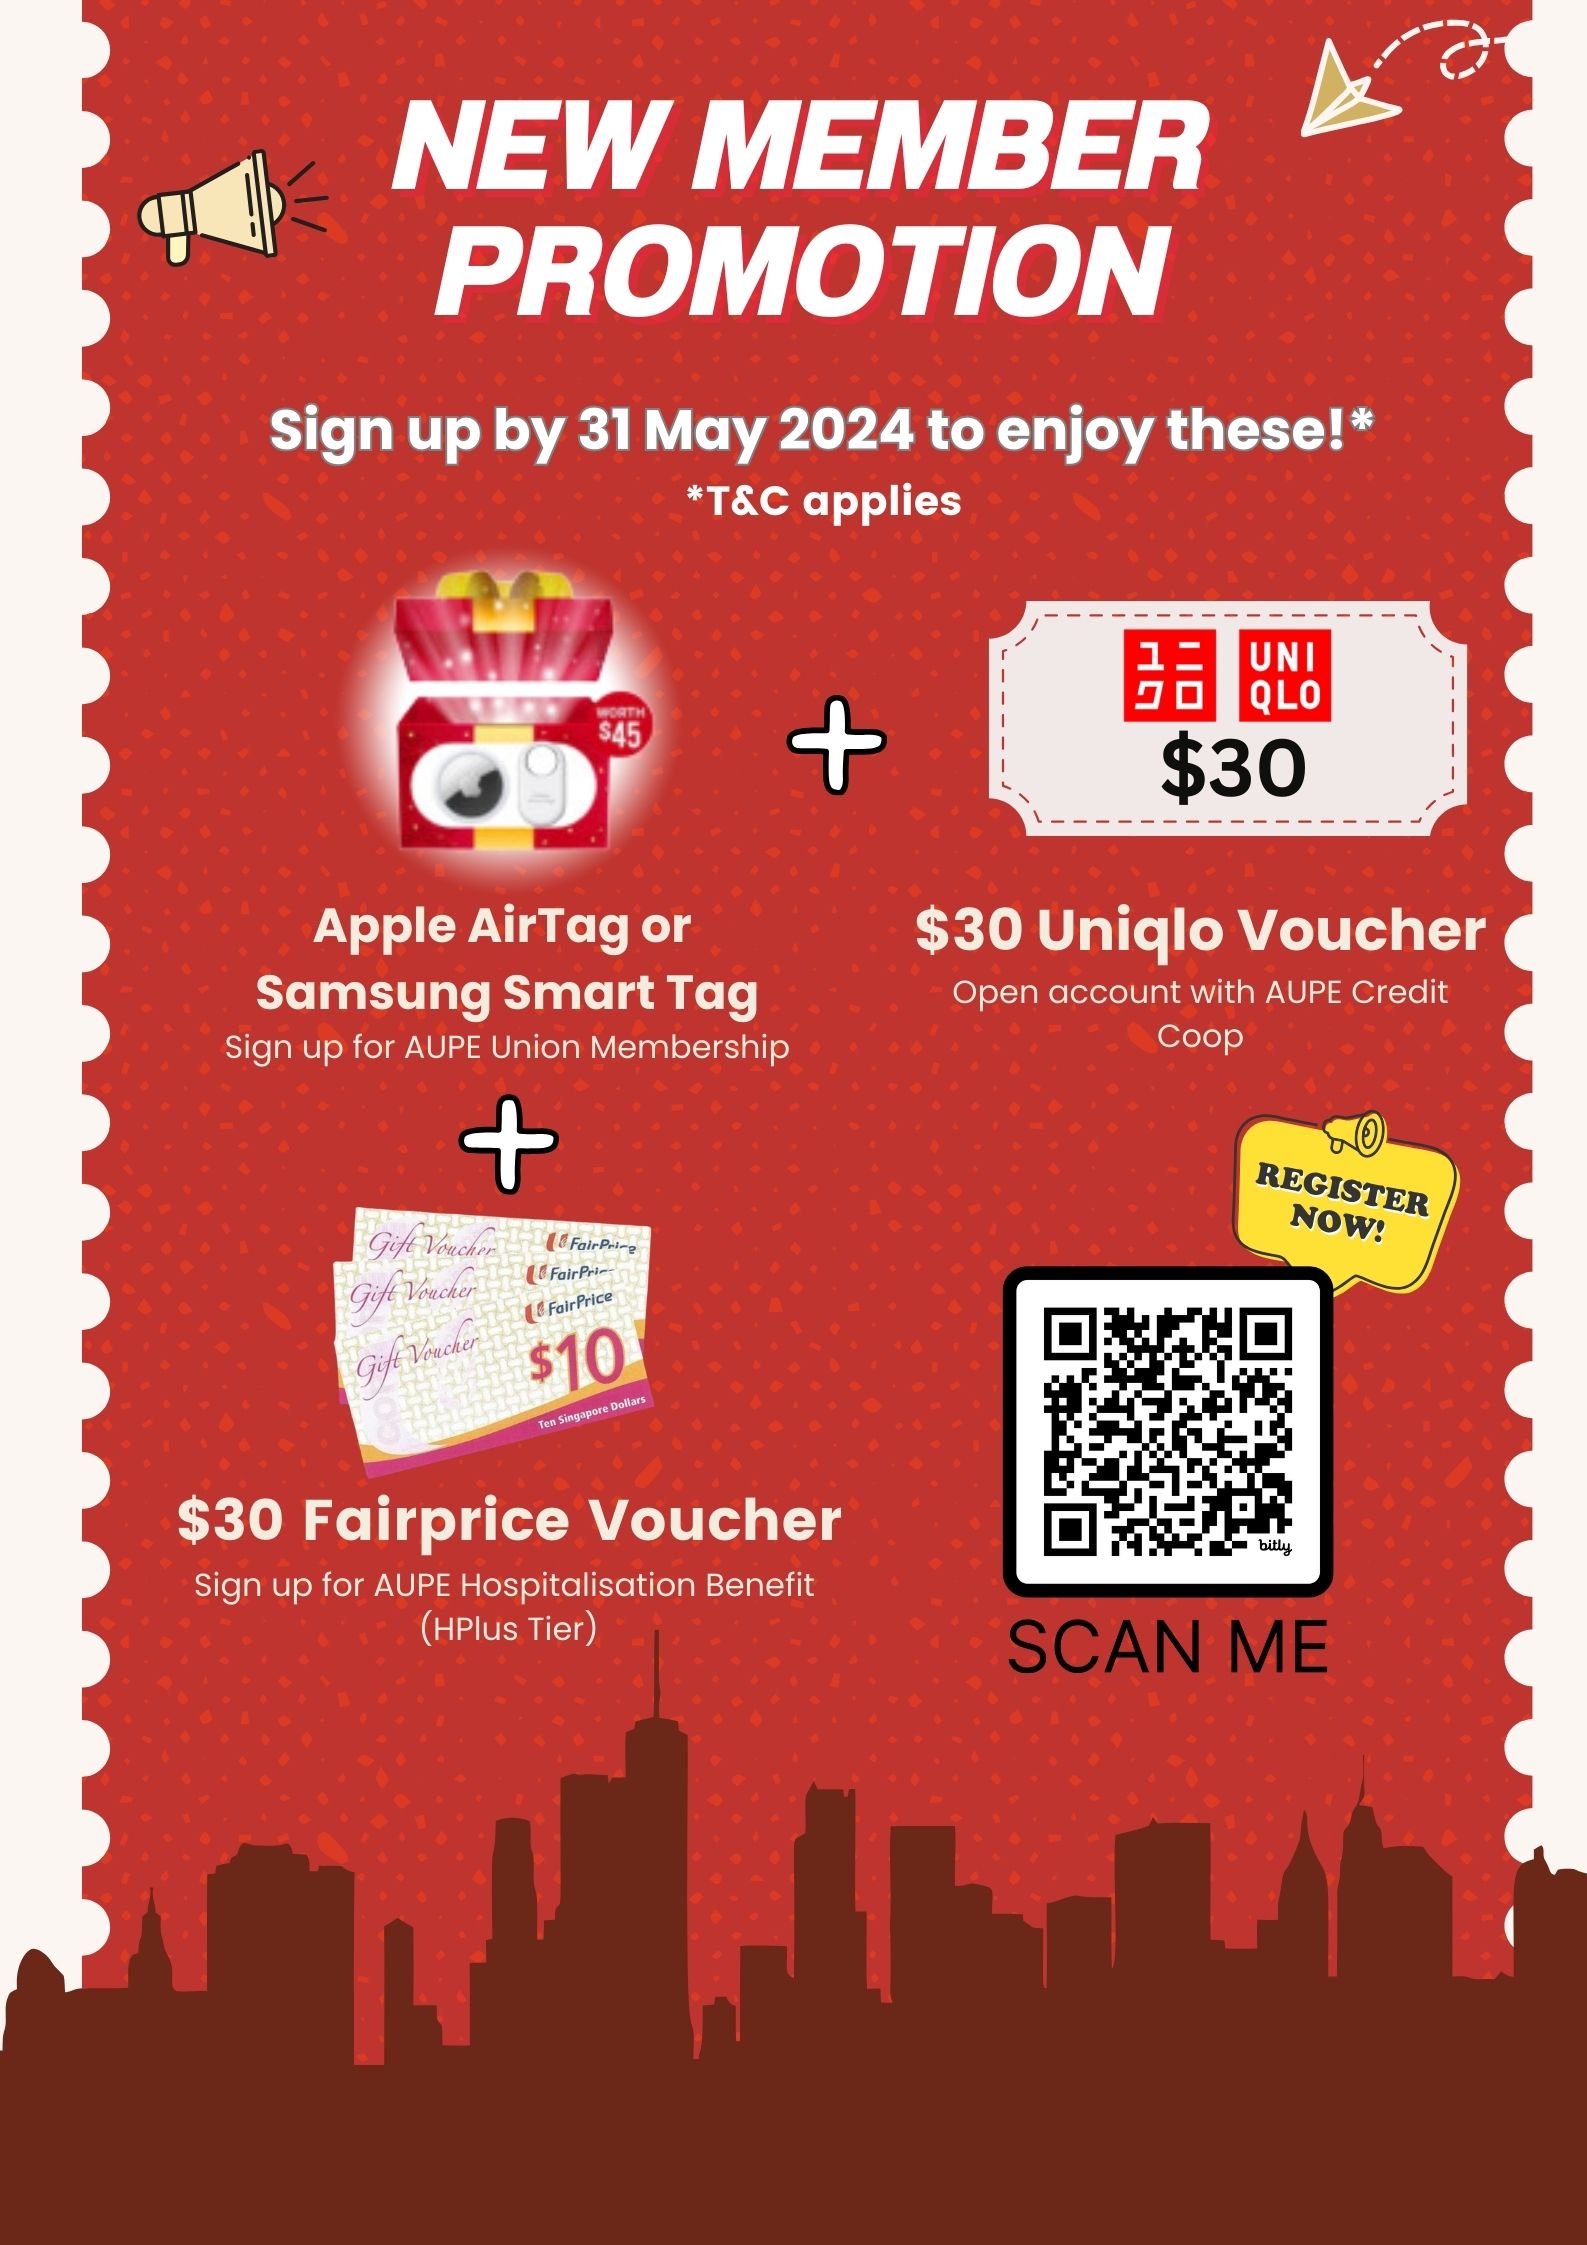 NEW MEMBER
PROMOTION
Sign up by 31 May 2024 to enjoy these!*
*T&C applies
WORTH
$45
ユニ
クロ
UNI
QLO
$30
Apple AirTag or
Samsung Smart Tag
Sign up for AUPE Union Membership
$30 Uniqlo Voucher
Open account with AUPE Credit
Coop
REGISTER
NOW!
Gift Voucher
FairPrice
Gift Voucher
FairPrice
Gift Voucher
FairPrice
$10
Ten Singapore Dollars
bitly
$30 Fairprice Voucher
Sign up for AUPE Hospitalisation Benefit
(HPlus Tier)
SCAN ME